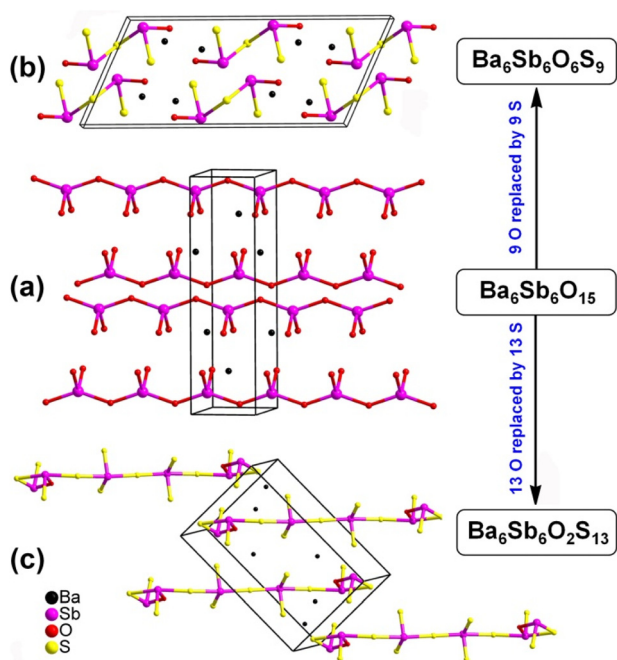 (b)
Ba₆Sb₆O₆S₉
9 O replaced by 9 S
(a)
Ba₆Sb₆O₁₅
13 O replaced by 13 S
(c)
Ba₆Sb₆O₂S₁₃
Ba
Sb
O
S